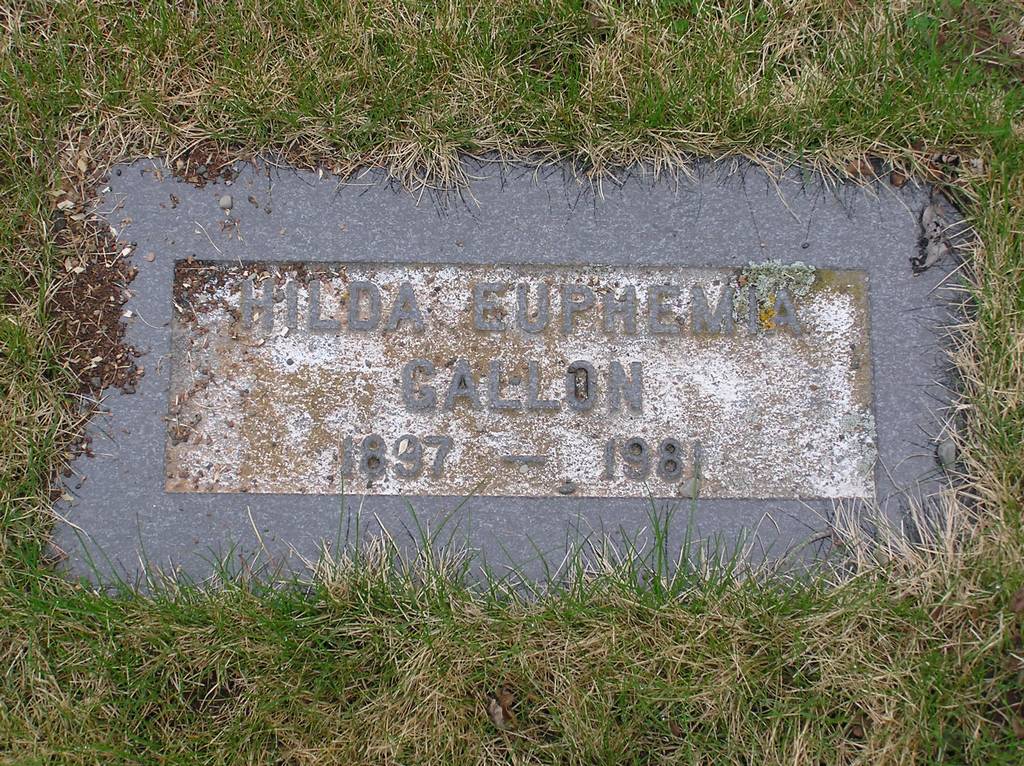 HILDA EUPHEMIA
GALLON
1897 — 1981